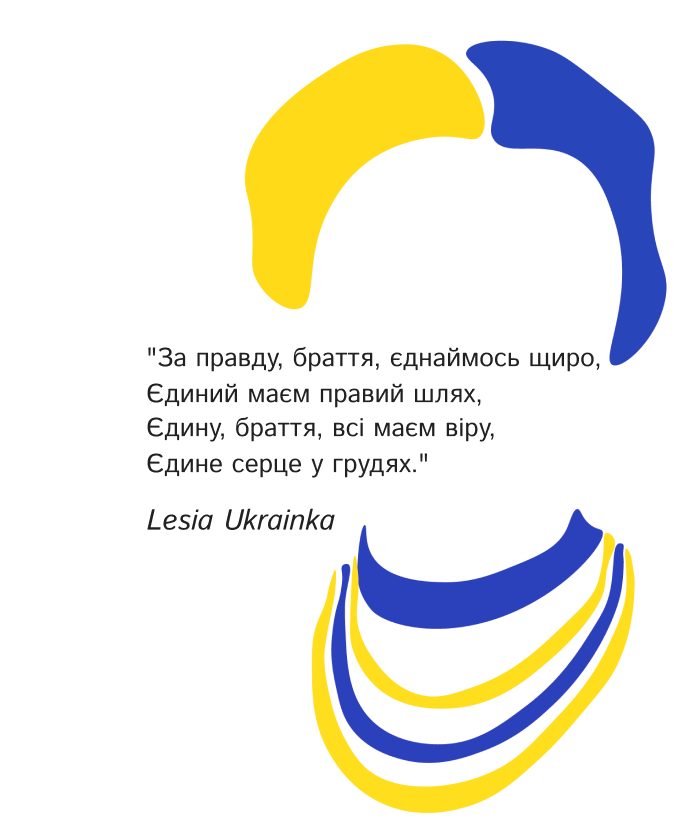 "За правду, браття, єднаймось щиро,
Єдиний маєм правий шлях,
Єдину, браття, всі маєм віру,
Єдине серце у грудях."
Lesia Ukrainka